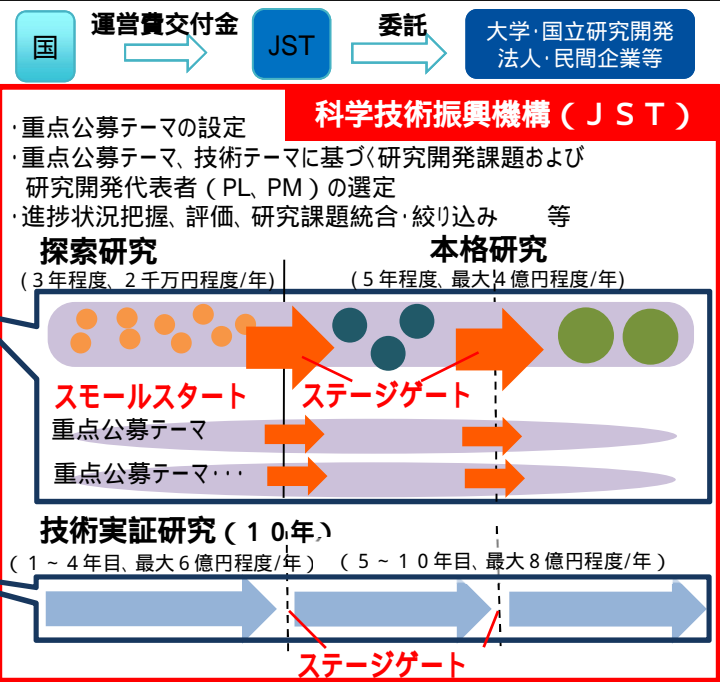 国
運営費交付金
JST
委託
大学・国立研究開発
法人・民間企業等
科学技術振興機構(JST)
・重点公募テーマの設定
・重点公募テーマ、技術テーマに基づく研究開発課題および
研究開発代表者(PL、PM)の選定
・進捗状況把握、評価、研究課題統合・絞り込み 等
探索研究
(3年程度、2千万円程度/年)
本格研究
(5年程度、最大4億円程度/年)
スモールスタート
ステージゲート
重点公募テーマ
重点公募テーマ・・・
技術実証研究(10年)
(1~4年目、最大6億円程度/年)
(5~10年目、最大8億円程度/年)
ステージゲート